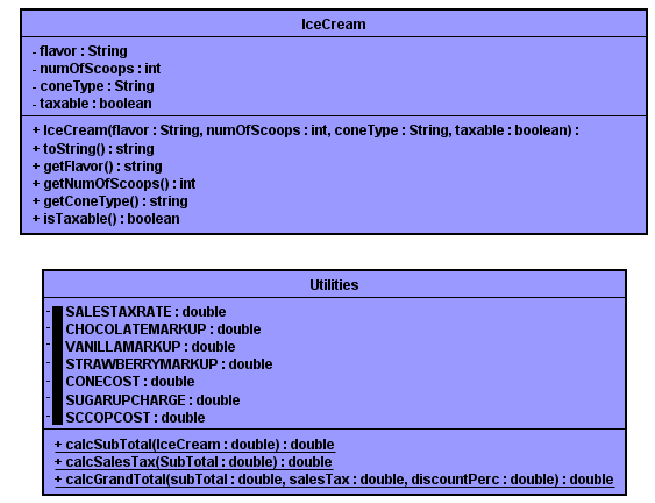 IceCream
- flavor : String
- numOfScoops : int
- coneType : String
- taxable : boolean
+ IceCream(flavor : String, numOfScoops : int, coneType : String, taxable : boolean) :
+ toString() : string
+ getFlavor() : string
+ getNumOfScoops() : int
+ getConeType() : string
+ isTaxable() : boolean
Utilities
- SALESTAXRATE : double
- CHOCOLATEMARKUP : double
- VANILLAMARKUP : double
- STRAWBERRYMARKUP : double
- CONECOST : double
- SUGARUPCHARGE : double
- SCCOPCOST : double
+ calcSubTotal(IceCream : double) : double
+ calcSalesTax(SubTotal : double) : double
+ calcGrandTotal(subTotal : double, salesTax : double, discountPerc : double) : double